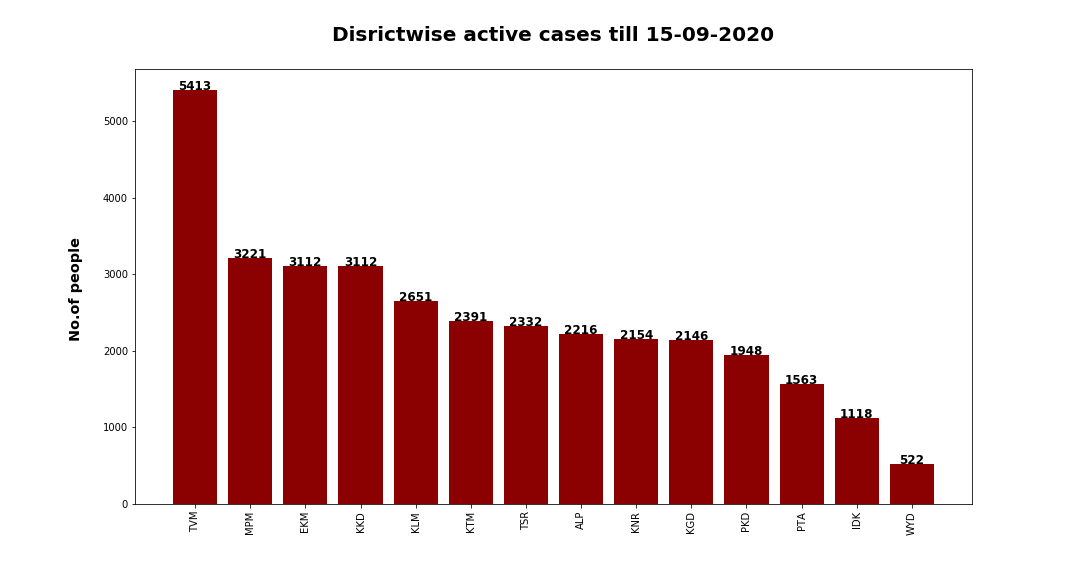 Disrictwise active cases till 15-09-2020
No.of people
5000
4000
3000
2000
1000
0
5413
3221
3112
3112
2651
2391
2332
2216
2154
2146
1948
1563
1118
522
TVM
MPM
EKM
KKD
KLM
KTM
TSR
ALP
KNR
KGD
PKD
PTA
IDK
WYD